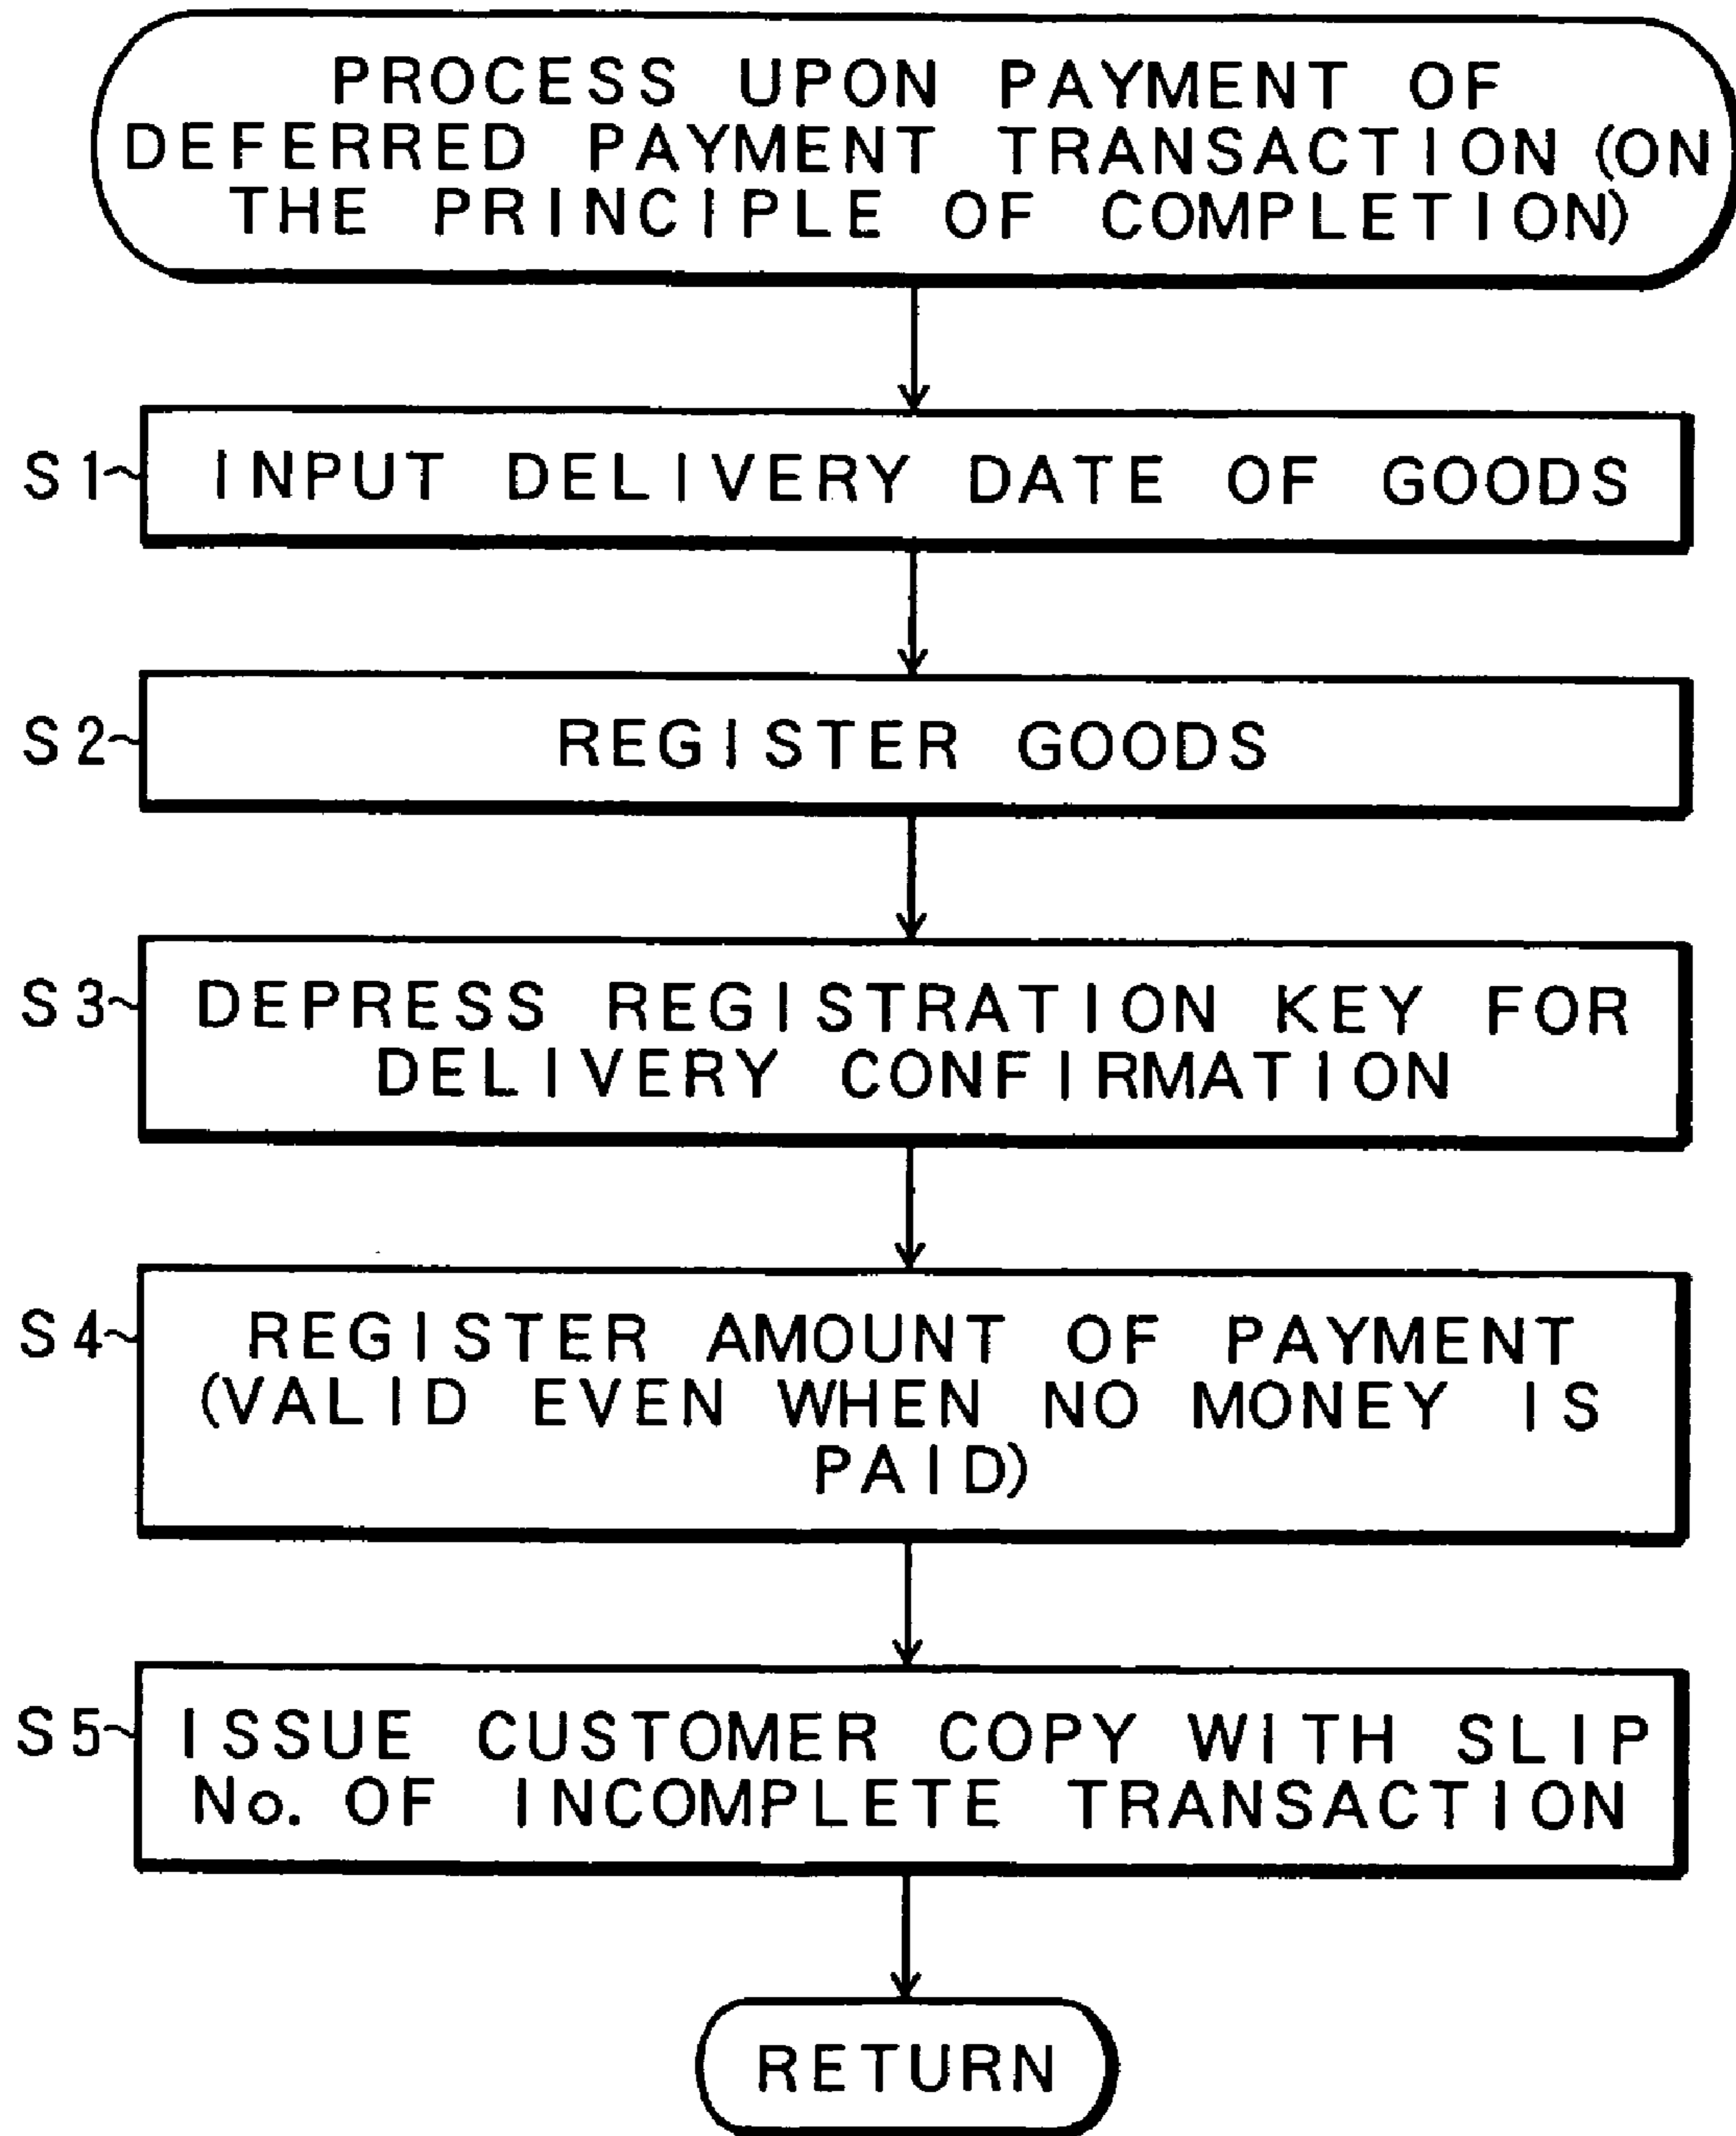 PROCESS UPON PAYMENT OF
DEFERRED PAYMENT TRANSACTION (ON
THE PRINCIPLE OF COMPLETION)
S1 INPUT DELIVERY DATE OF GOODS
S2 REGISTER GOODS
S3 DEPRESS REGISTRATION KEY FOR
DELIVERY CONFIRMATION
S4 REGISTER AMOUNT OF PAYMENT
(VALID EVEN WHEN NO MONEY IS
PAID)
S5 ISSUE CUSTOMER COPY WITH SLIP
No. OF INCOMPLETE TRANSACTION
RETURN